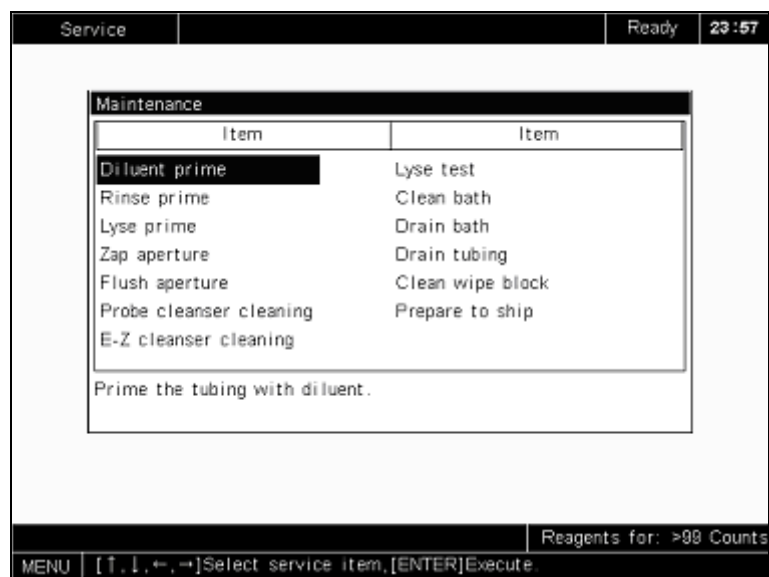 Service Ready 23:57
Maintenance
Item Item
Diluent prime Lyse test
Rinse prime Clean bath
Lyse prime Drain bath
Zap aperture Drain tubing
Flush aperture Clean wipe block
Probe cleanser cleaning Prepare to ship
E-Z cleanser cleaning
Prime the tubing with diluent.
Reagents for: >99 Counts
MENU [↑,↓,←,→]Select service item,[ENTER]Execute.